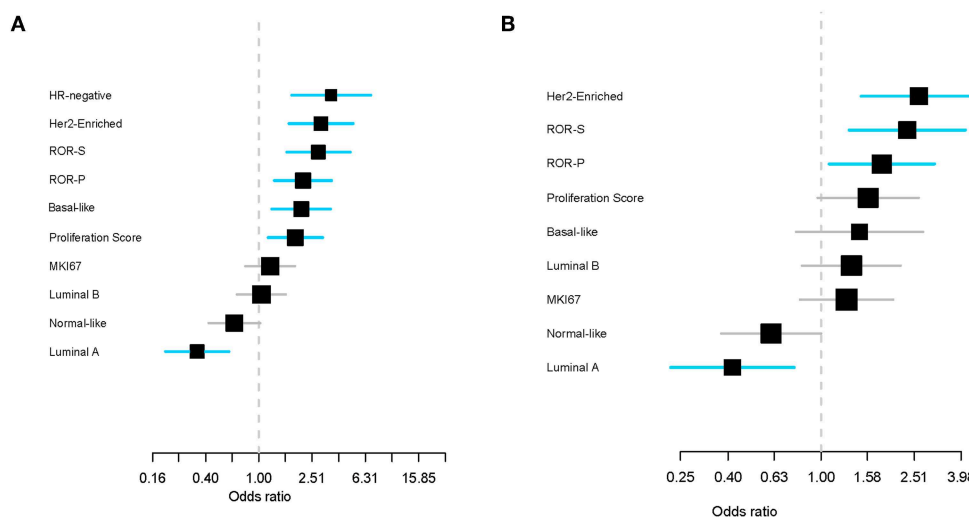 A
HR-negative
Her2-Enriched
ROR-S
ROR-P
Basal-like
Proliferation Score
MKI67
Luminal B
Normal-like
Luminal A
0.16 0.40 1.00 2.51 6.31 15.85
Odds ratio
B
Her2-Enriched
ROR-S
ROR-P
Proliferation Score
Basal-like
Luminal B
MKI67
Normal-like
Luminal A
0.25 0.40 0.63 1.00 1.58 2.51 3.98
Odds ratio